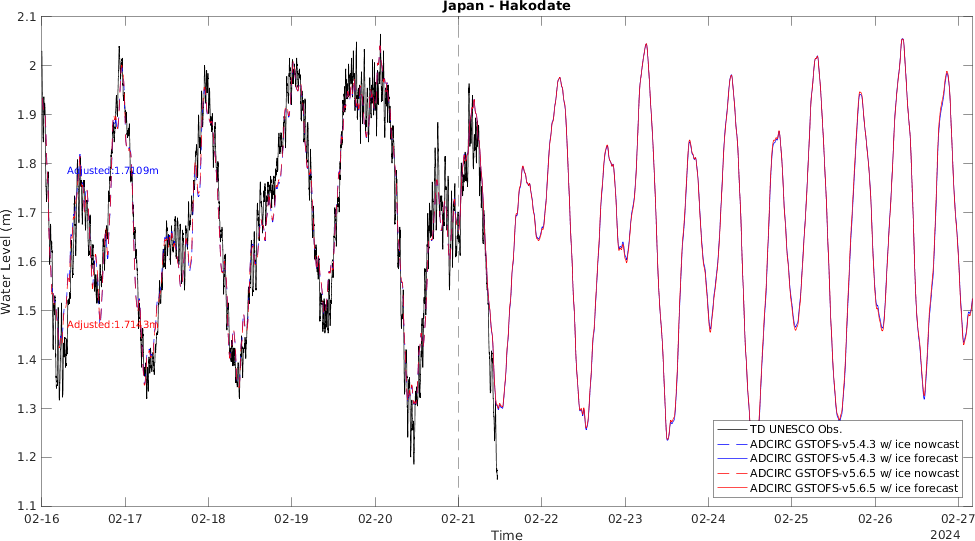 Japan - Hakodate
2.1
2
1.9
1.8
1.7
1.6
1.5
1.4
1.3
1.2
1.1
Water Level (m)
Adjusted:1.7109m
Adjusted:1.7143m
TD UNESCO Obs.
ADCIRC GSTOFS-v5.4.3 w/ ice nowcast
ADCIRC GSTOFS-v5.4.3 w/ ice forecast
ADCIRC GSTOFS-v5.6.5 w/ ice nowcast
ADCIRC GSTOFS-v5.6.5 w/ ice forecast
02-16 02-17 02-18 02-19 02-20 02-21 02-22 02-23 02-24 02-25 02-26 02-27
Time
2024